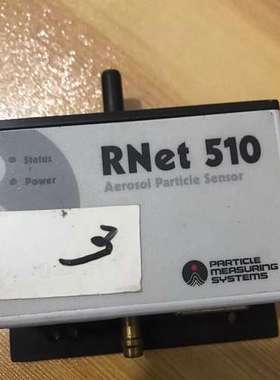 RNet 510
Aerosol Particle Sensor
Status
Power
3
PARTICLE
MEASURING
SYSTEMS